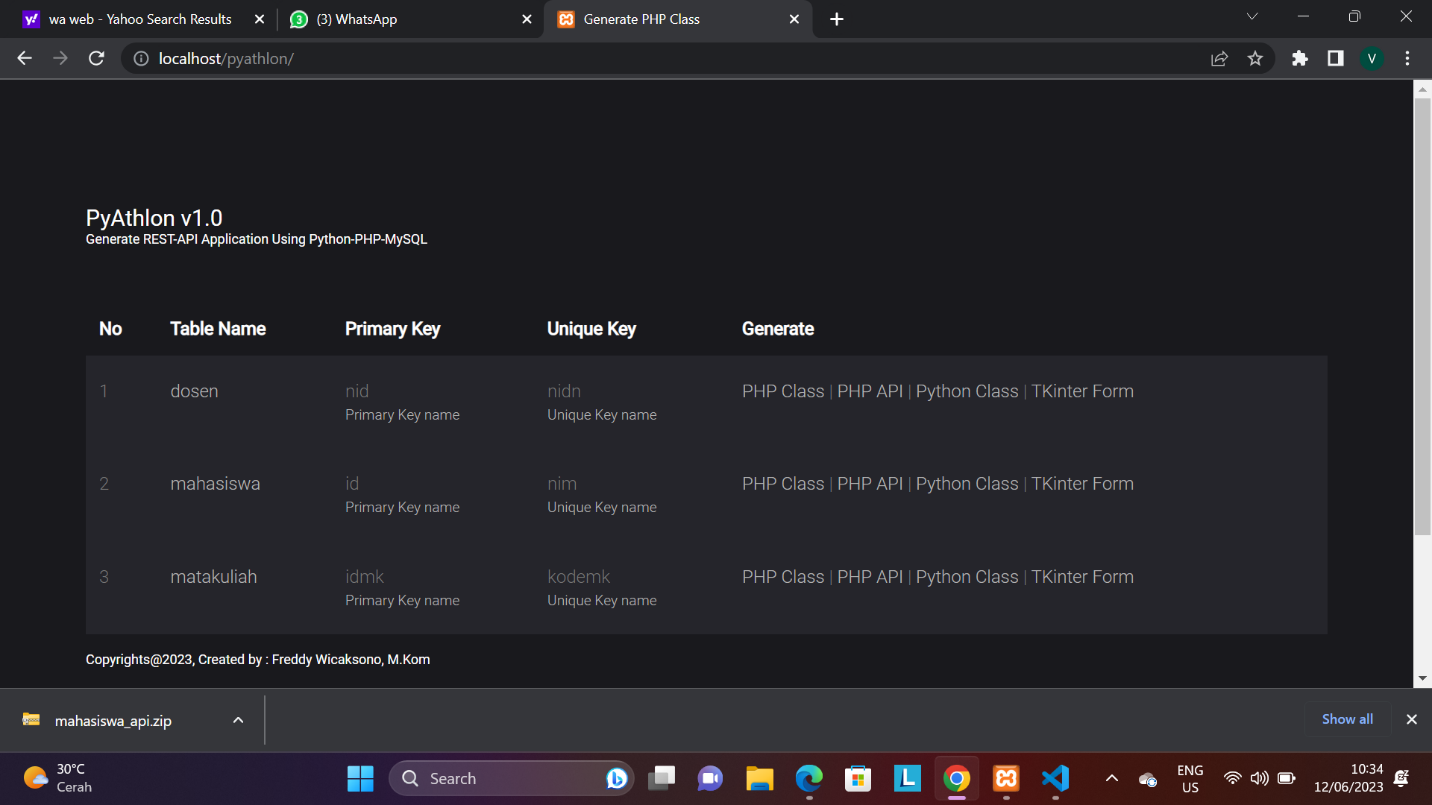 wa web - Yahoo Search Results
(3) WhatsApp
Generate PHP Class
localhost/pyathlon/
V
PyAthlon v1.0
Generate REST-API Application Using Python-PHP-MySQL
No Table Name Primary Key Unique Key Generate
1 dosen nid nidn PHP Class | PHP API | Python Class | TKinter Form
Primary Key name Unique Key name
2 mahasiswa id nim PHP Class | PHP API | Python Class | TKinter Form
Primary Key name Unique Key name
3 matakuliah idmk kodemk PHP Class | PHP API | Python Class | TKinter Form
Primary Key name Unique Key name
Copyrights@2023, Created by : Freddy Wicaksono, M.Kom
mahasiswa_api.zip
Show all
30°C
Cerah
Search
L
ENG
US
10:34
12/06/2023